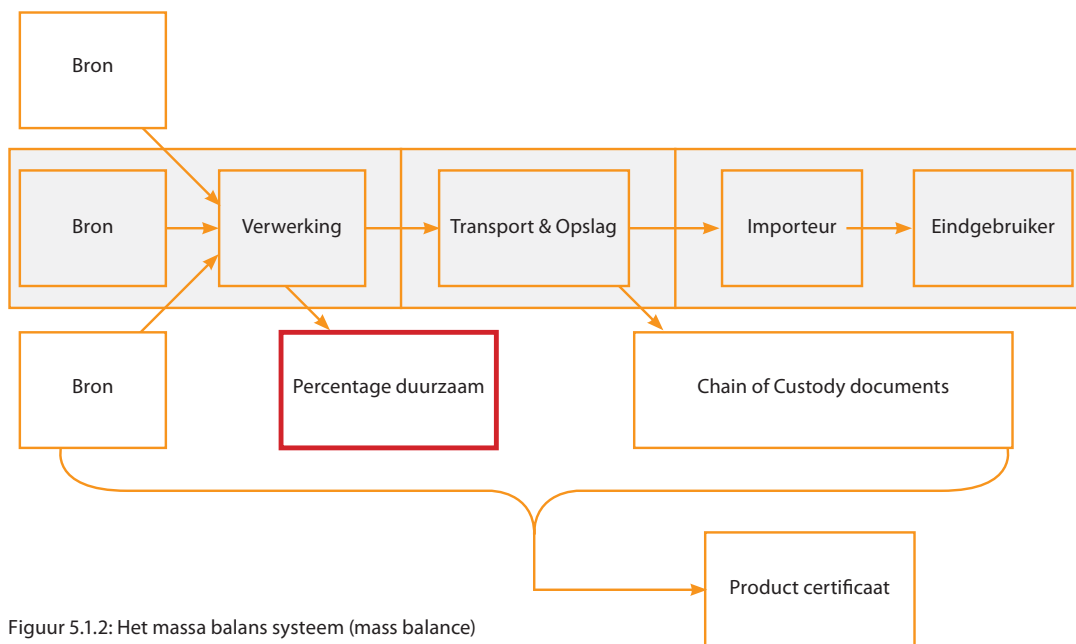 Bron
Bron
Verwerking
Transport & Opslag
Importeur
Eindgebruiker
Bron
Percentage duurzaam
Chain of Custody documents
Product certificaat
Figuur 5.1.2: Het massa balans systeem (mass balance)